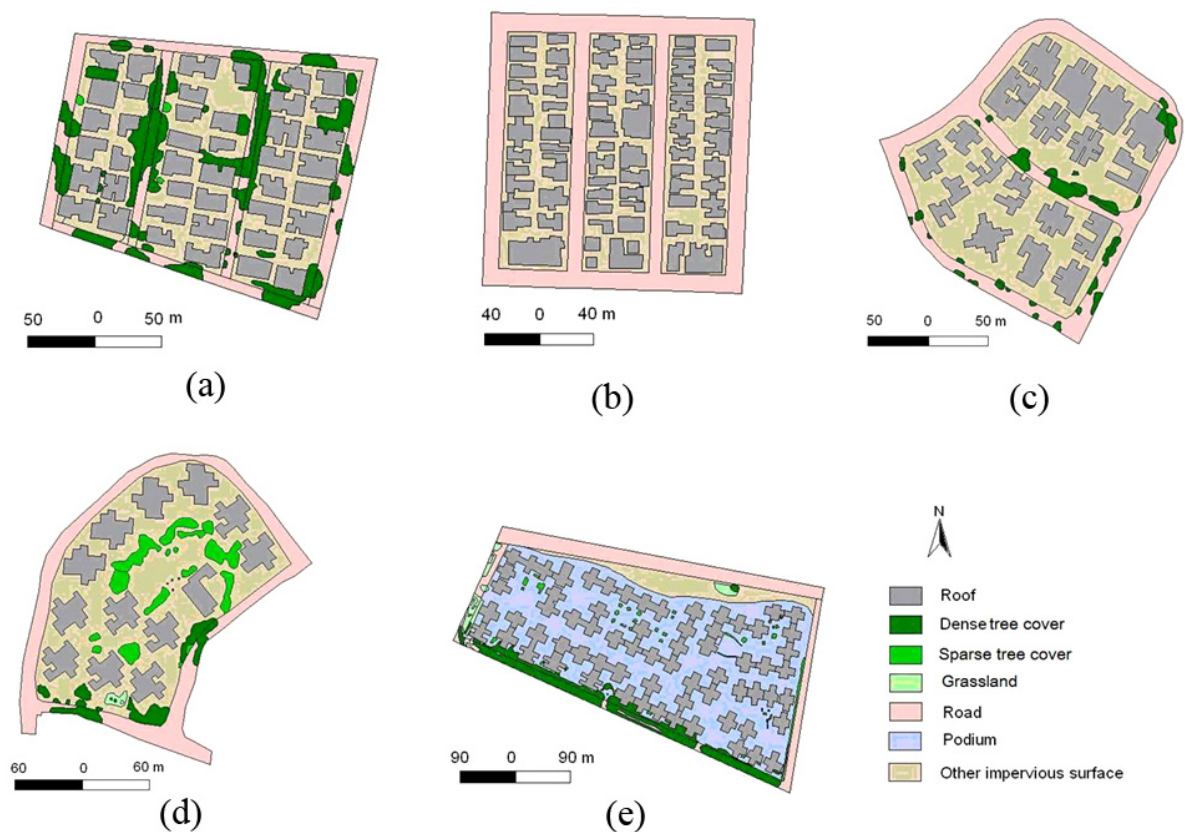 50 0 50 m
(a)
40 0 40 m
(b)
50 0 50 m
(c)
60 0 60 m
(d)
90 0 90 m
(e)
N
Roof
Dense tree cover
Sparse tree cover
Grassland
Road
Podium
Other impervious surface